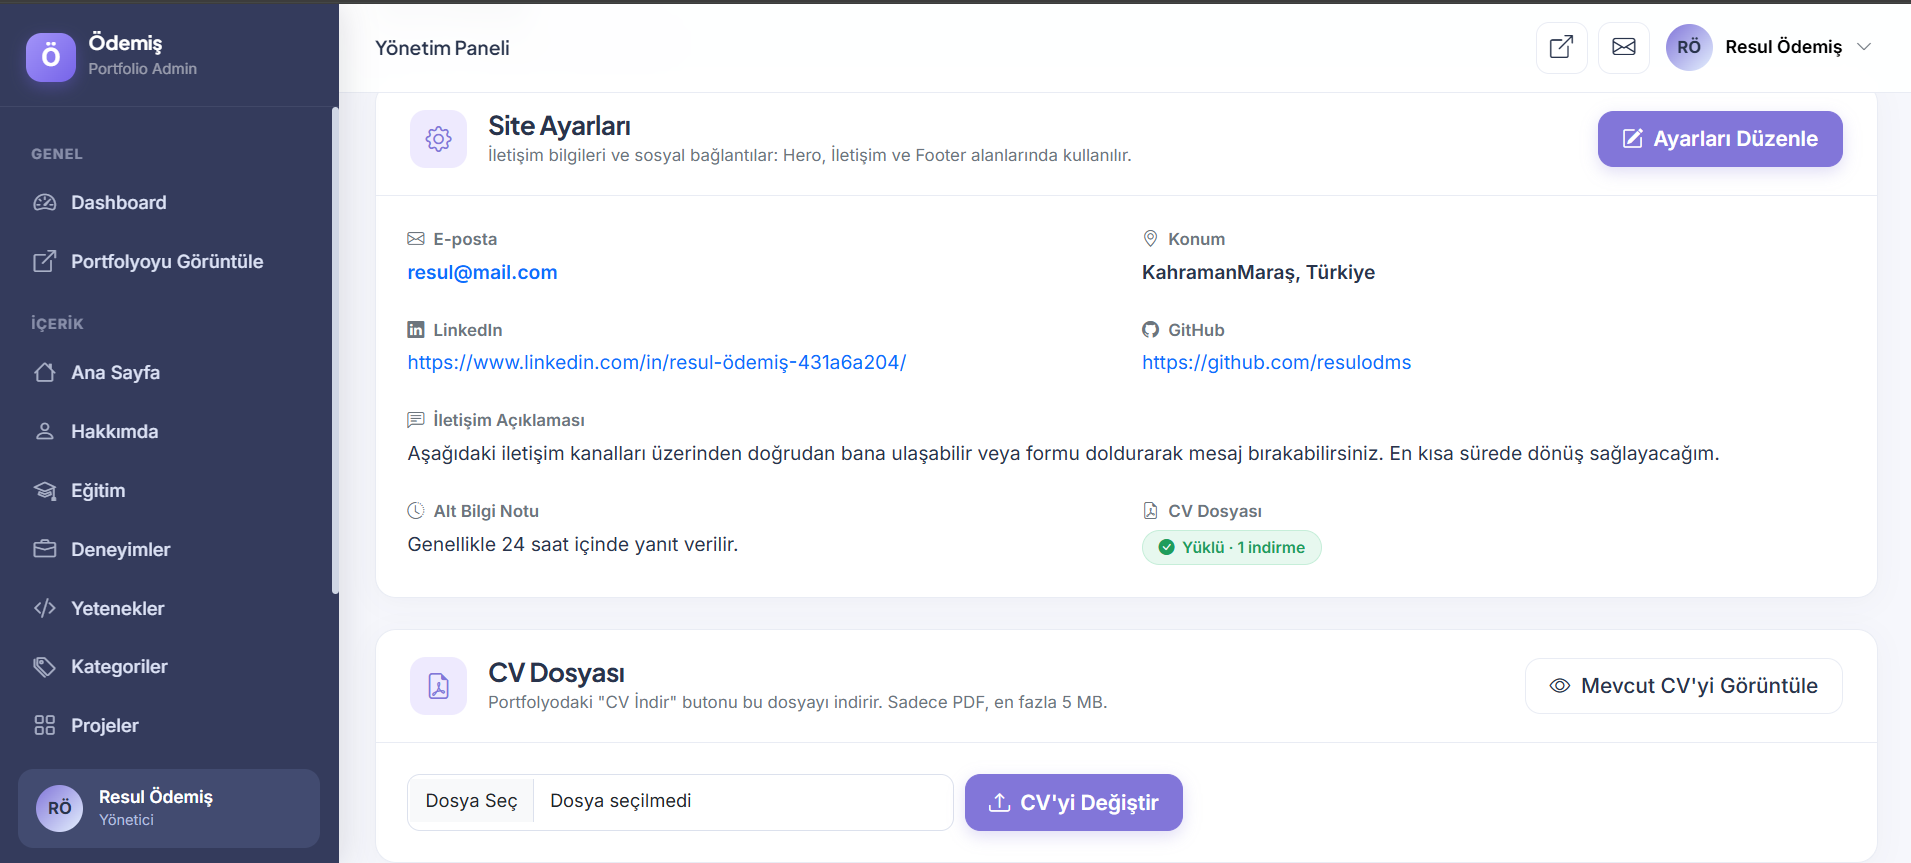 Ö
Ödemiş
Portfolio Admin
GENEL
Dashboard
Portfolyoyu Görüntüle
İÇERİK
Ana Sayfa
Hakkımda
Eğitim
Deneyimler
Yetenekler
Kategoriler
Projeler
RÖ
Resul Ödemiş
Yönetici
Yönetim Paneli
RÖ
Resul Ödemiş
Site Ayarları
İletişim bilgileri ve sosyal bağlantılar: Hero, İletişim ve Footer alanlarında kullanılır.
Ayarları Düzenle
E-posta
resul@mail.com
Konum
KahramanMaraş, Türkiye
LinkedIn
https://www.linkedin.com/in/resul-ödemiş-431a6a204/
GitHub
https://github.com/resulodms
İletişim Açıklaması
Aşağıdaki iletişim kanalları üzerinden doğrudan bana ulaşabilir veya formu doldurarak mesaj bırakabilirsiniz. En kısa sürede dönüş sağlayacağım.
Alt Bilgi Notu
Genellikle 24 saat içinde yanıt verilir.
CV Dosyası
Yüklü · 1 indirme
CV Dosyası
Portfolyodaki "CV İndir" butonu bu dosyayı indirir. Sadece PDF, en fazla 5 MB.
Mevcut CV'yi Görüntüle
Dosya Seç
Dosya seçilmedi
CV'yi Değiştir